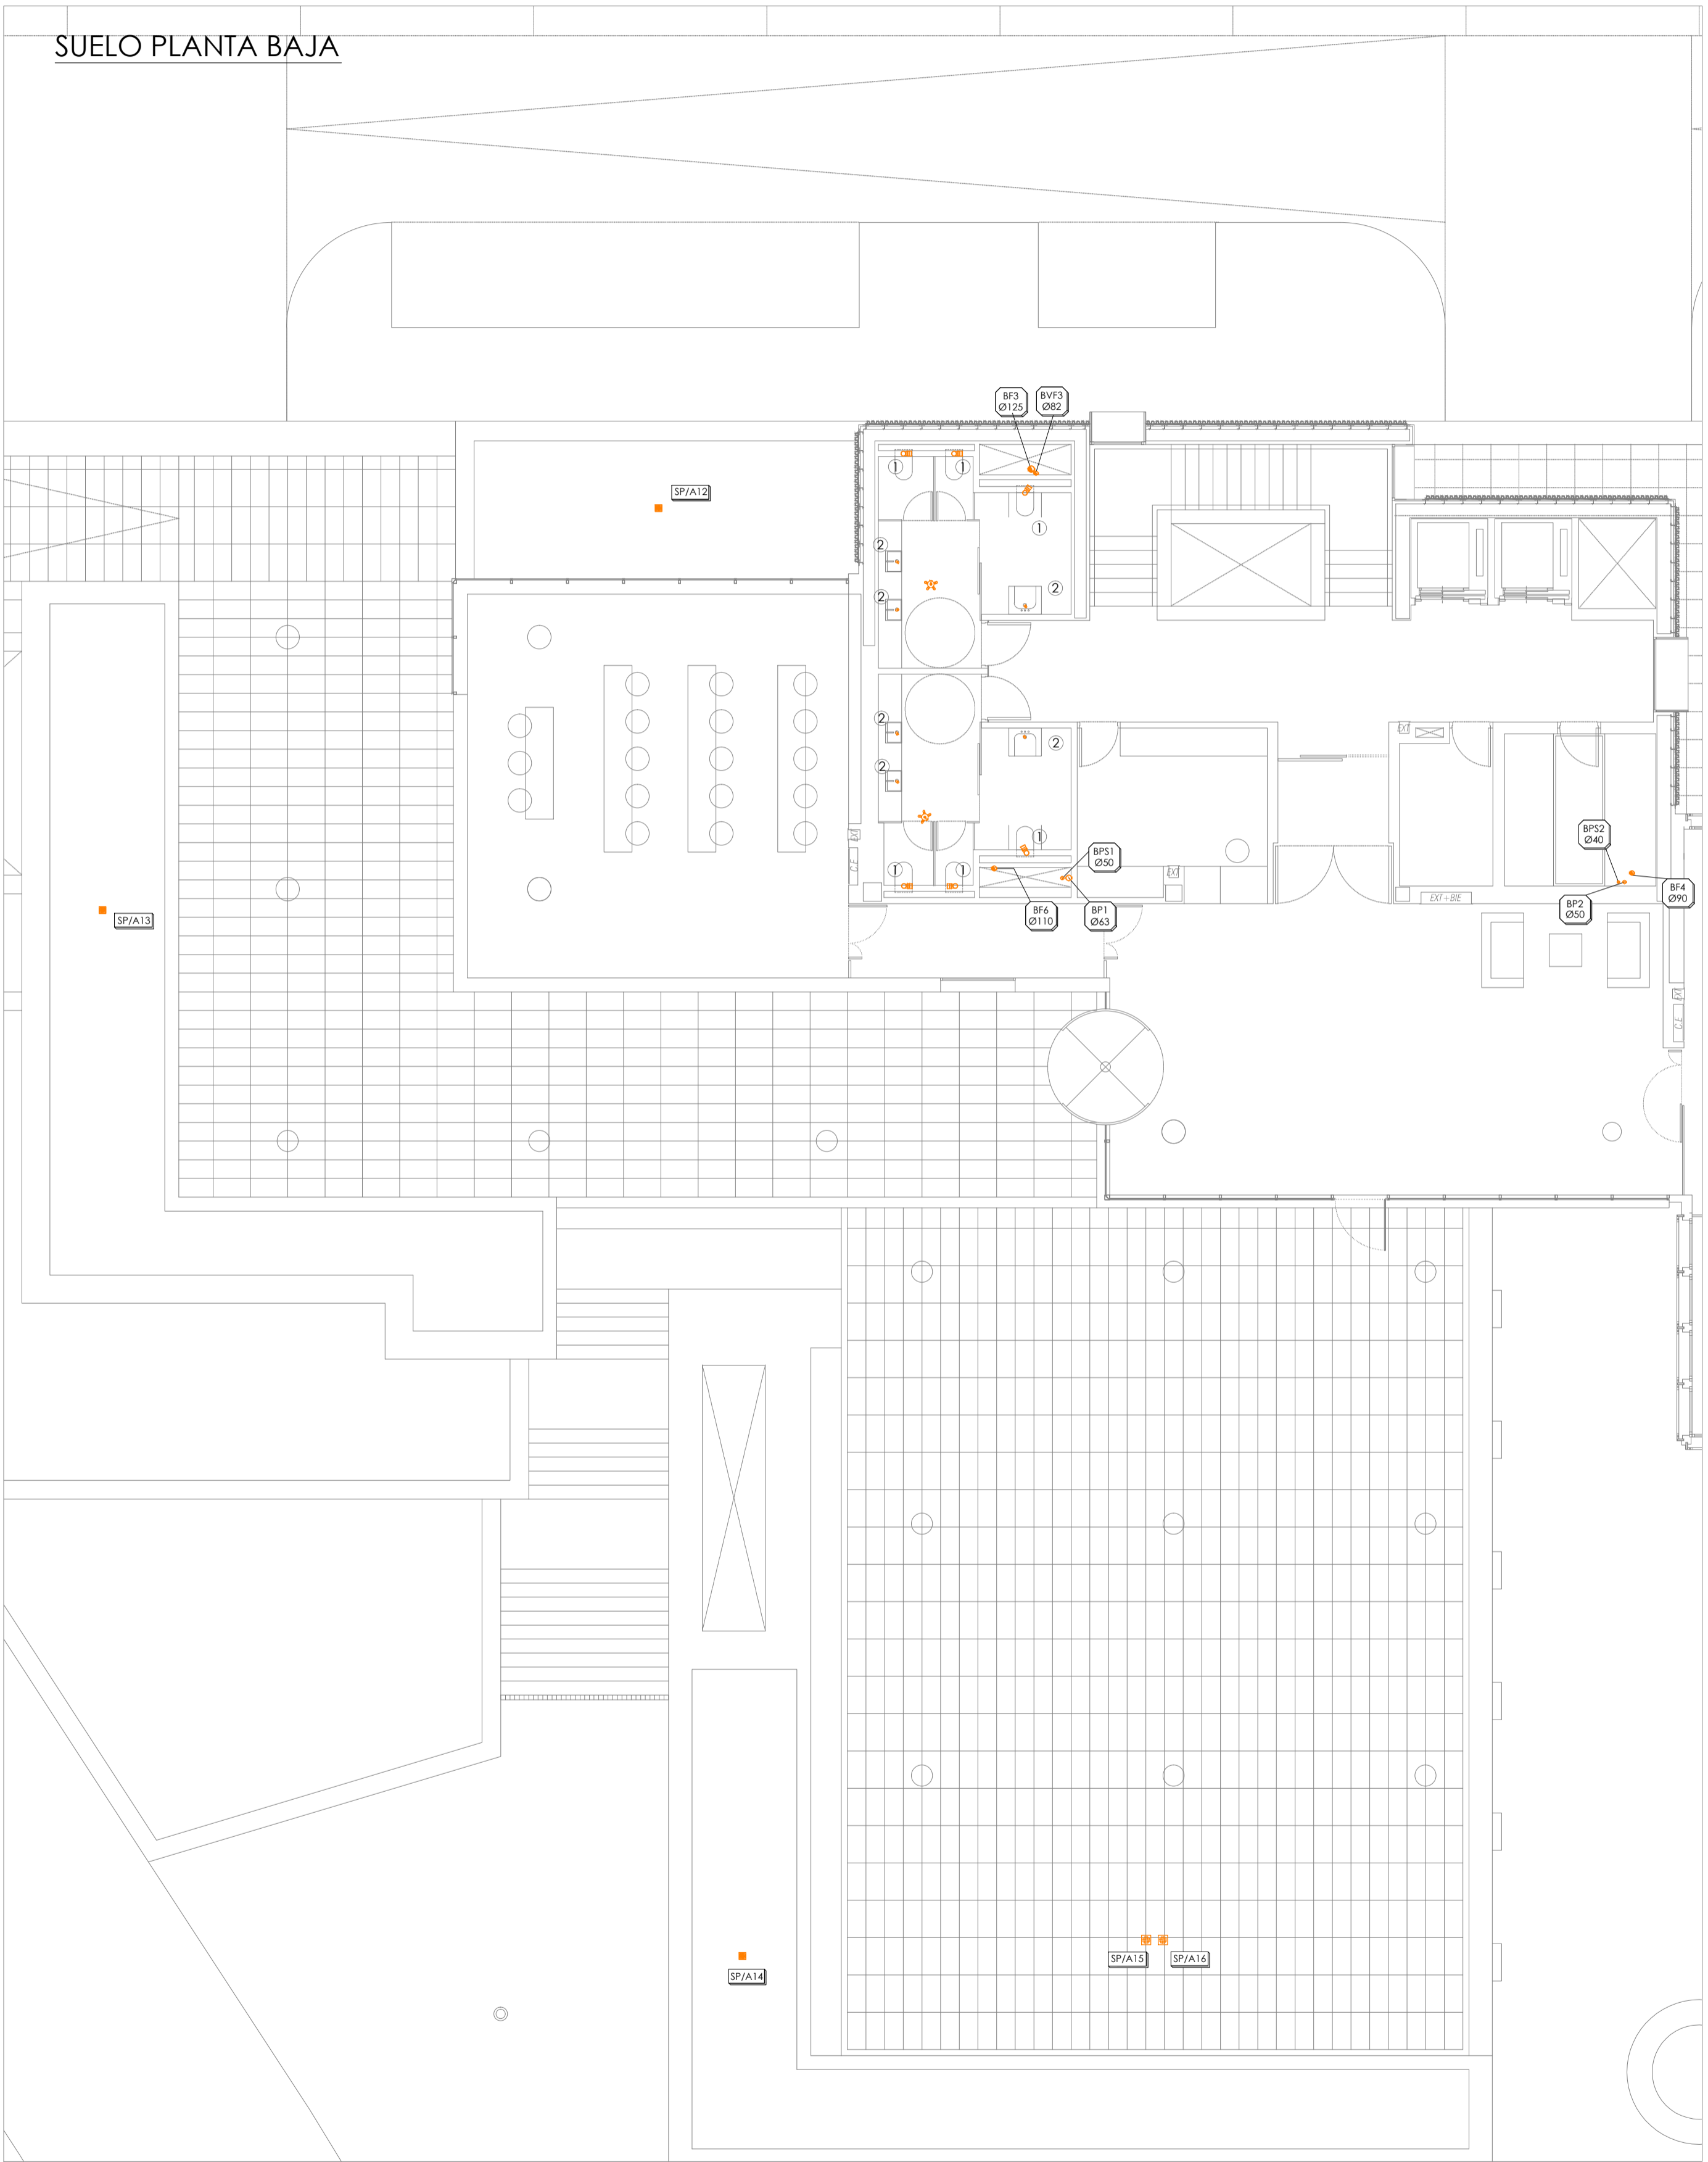 SUELO PLANTA BAJA
BF3
Ø125
BVF3
Ø82
1
1
SP/A12
1
2
2
2
2
2
2
EXT
EXT
C.E.
1
1
1
BPS1
Ø50
EXT
BPS2
Ø40
EXT+BIE
BF6
Ø110
BP1
Ø63
BP2
Ø50
BF4
Ø90
SP/A13
EXT
C.E.
SP/A15
SP/A16
SP/A14